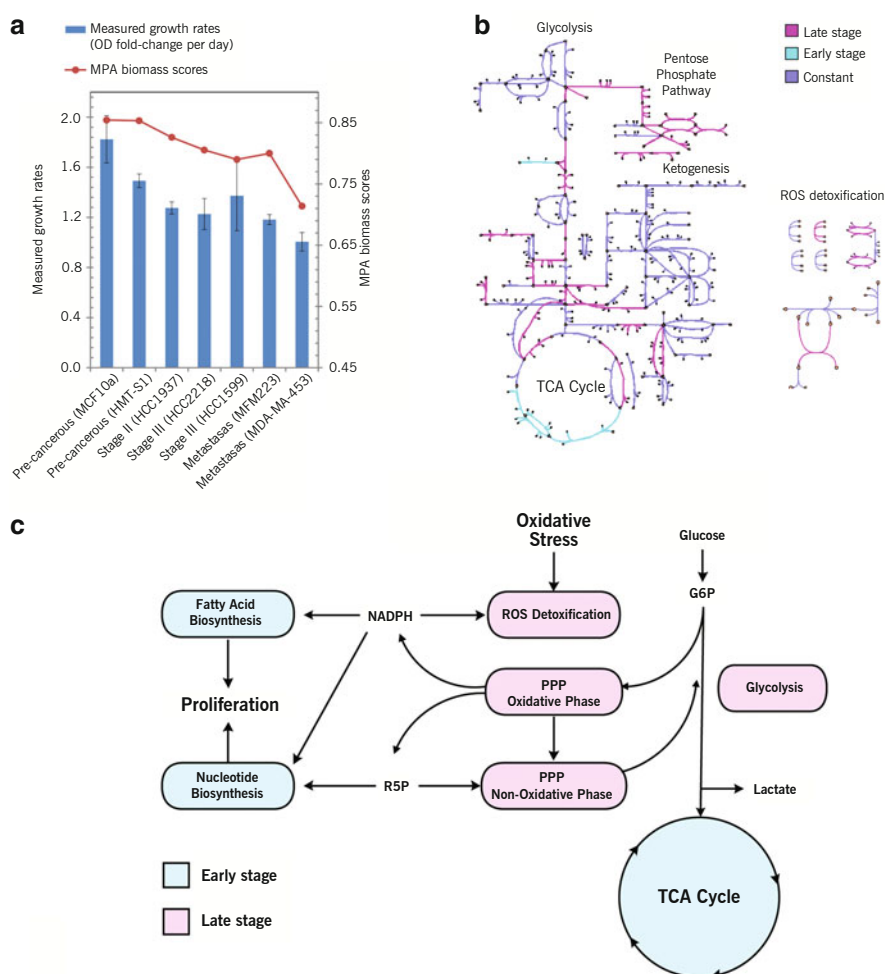 a
Measured growth rates
(OD fold-change per day)
MPA biomass scores
2.0
1.6
1.2
0.8
0.4
0.0
Measured growth rates
0.85
0.75
0.65
0.55
0.45
MPA biomass scores
Pre-cancerous (MCF10a)
Pre-cancerous (HMT-S1)
Stage II (HCC1937)
Stage III (HCC2218)
Stage III (HCC1599)
Metastasas (MFM223)
Metastasas (MDA-MA-453)
b
Glycolysis
Pentose
Phosphate
Pathway
Ketogenesis
TCA Cycle
Late stage
Early stage
Constant
ROS detoxification
c
Oxidative
Stress
Glucose
G6P
Fatty Acid
Biosynthesis
NADPH
ROS Detoxification
Proliferation
PPP
Oxidative Phase
Glycolysis
Nucleotide
Biosynthesis
R5P
PPP
Non-Oxidative Phase
Lactate
TCA Cycle
Early stage
Late stage